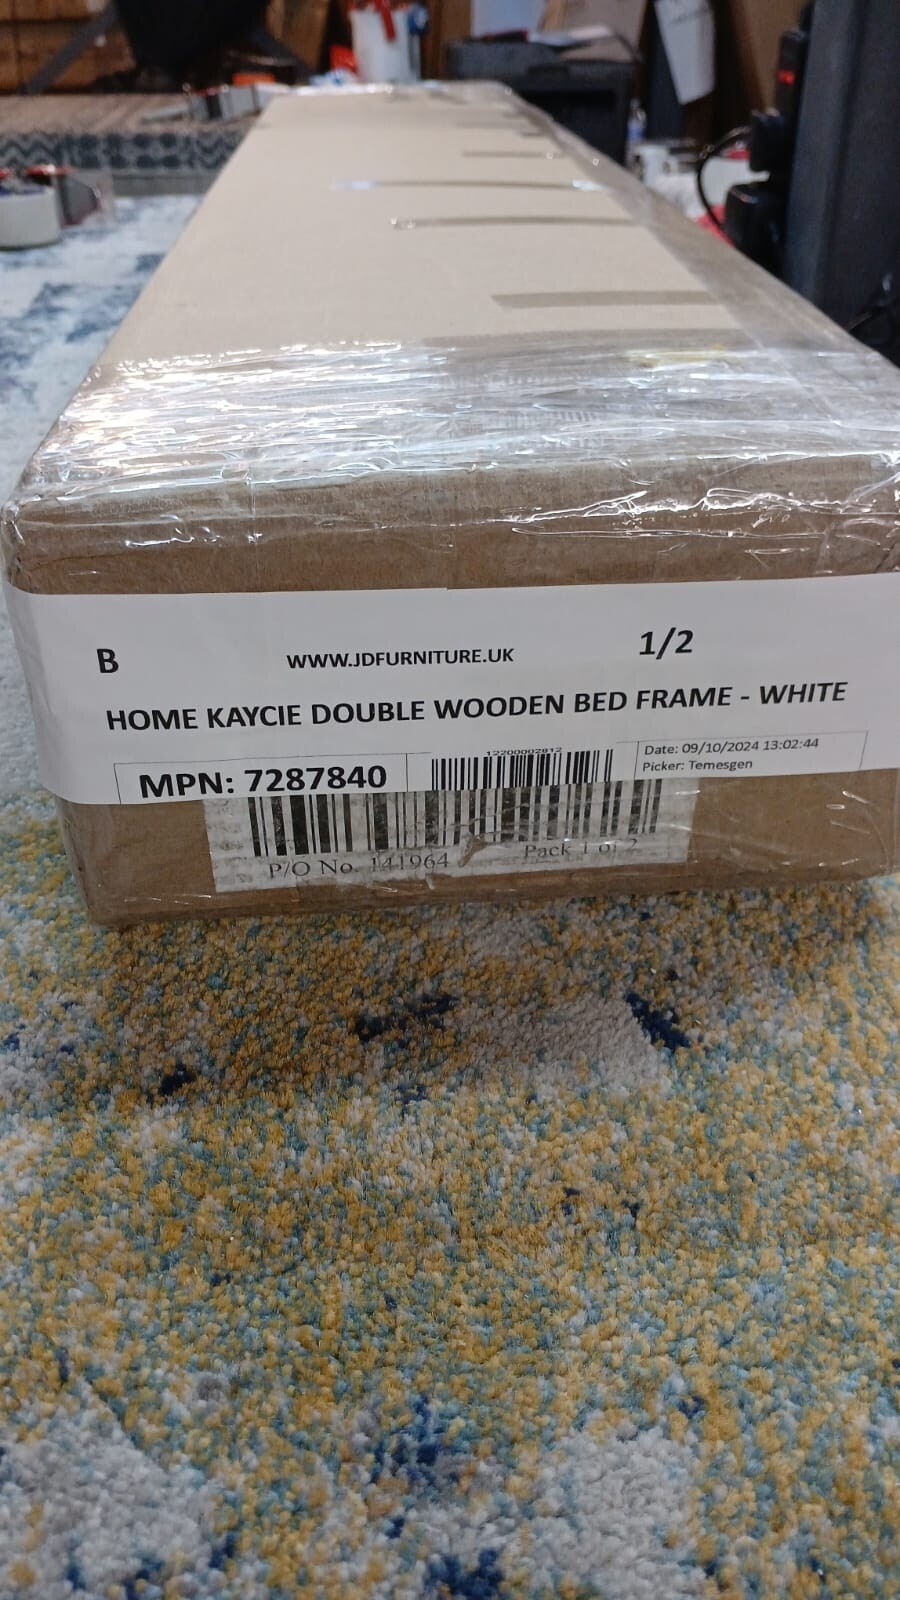 B WWW.JDFURNITURE.UK 1/2
HOME KAYCIE DOUBLE WOODEN BED FRAME - WHITE
MPN: 7287840
12200002812
Date: 09/10/2024 13:02:44
Picker: Temesgen
P/O No. 141964 Pack 1 of 2